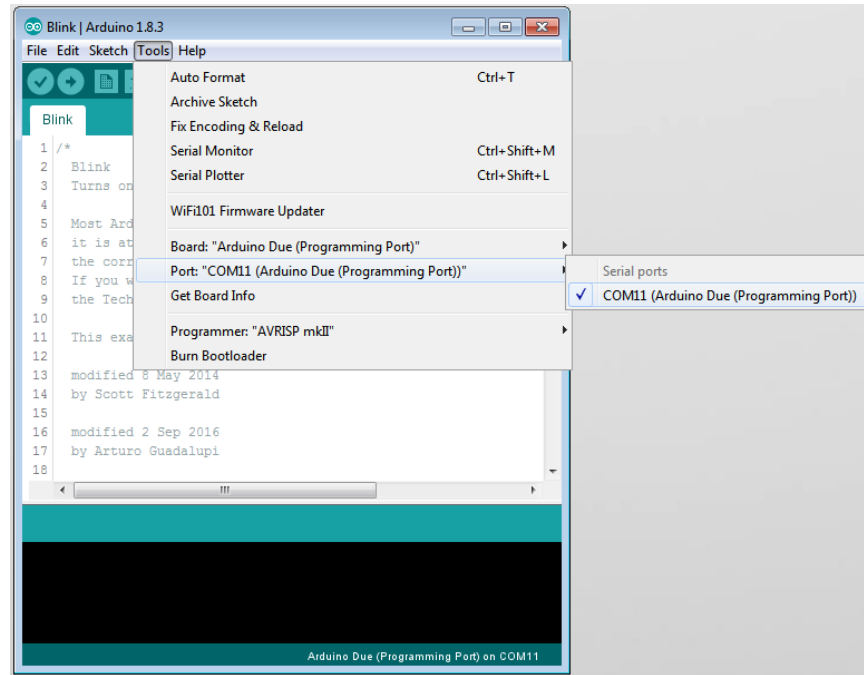 Blink | Arduino 1.8.3
File Edit Sketch Tools Help
Auto Format Ctrl+T
Archive Sketch
Fix Encoding & Reload
Serial Monitor Ctrl+Shift+M
Serial Plotter Ctrl+Shift+L
WiFi101 Firmware Updater
Board: "Arduino Due (Programming Port)"
Port: "COM11 (Arduino Due (Programming Port))"
Get Board Info
Programmer: "AVRISP mkII"
Burn Bootloader
Serial ports
COM11 (Arduino Due (Programming Port))
Blink
1 /*
2 Blink
3 Turns on
4
5 Most Ard
6 it is at
7 the corr
8 If you w
9 the Tech
10
11 This exa
12
13 modified 8 May 2014
14 by Scott Fitzgerald
15
16 modified 2 Sep 2016
17 by Arturo Guadalupi
18
Arduino Due (Programming Port) on COM11